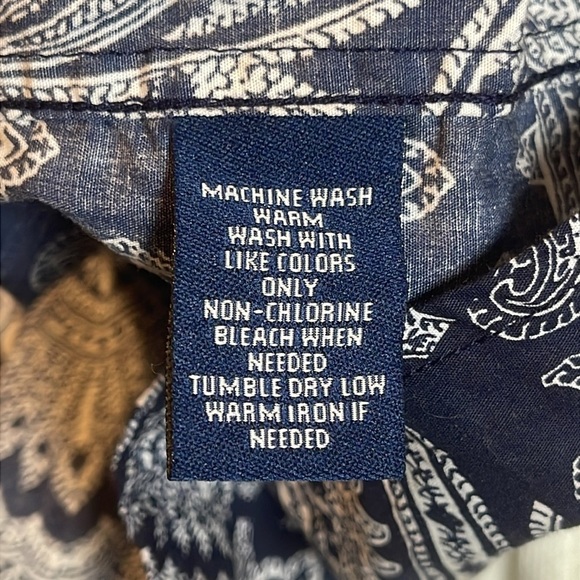 MACHINE WASH
WARM
WASH WITH
LIKE COLORS
ONLY
NON-CHLORINE
BLEACH WHEN
NEEDED
TUMBLE DRY LOW
WARM IRON IF
NEEDED